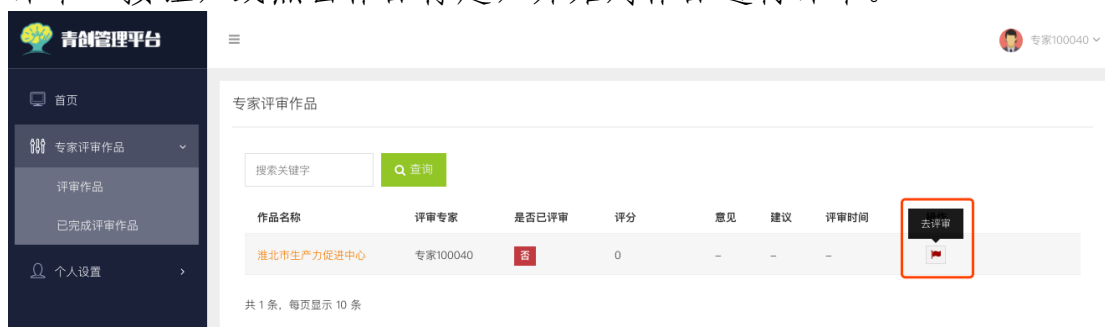 青创管理平台
专家100040
首页
专家评审作品
评审作品
已完成评审作品
个人设置
专家评审作品
搜索关键字
查询
作品名称 评审专家 是否已评审 评分 意见 建议 评审时间
去评审
淮北市生产力促进中心 专家100040 否 0 - - -
共 1 条，每页显示 10 条